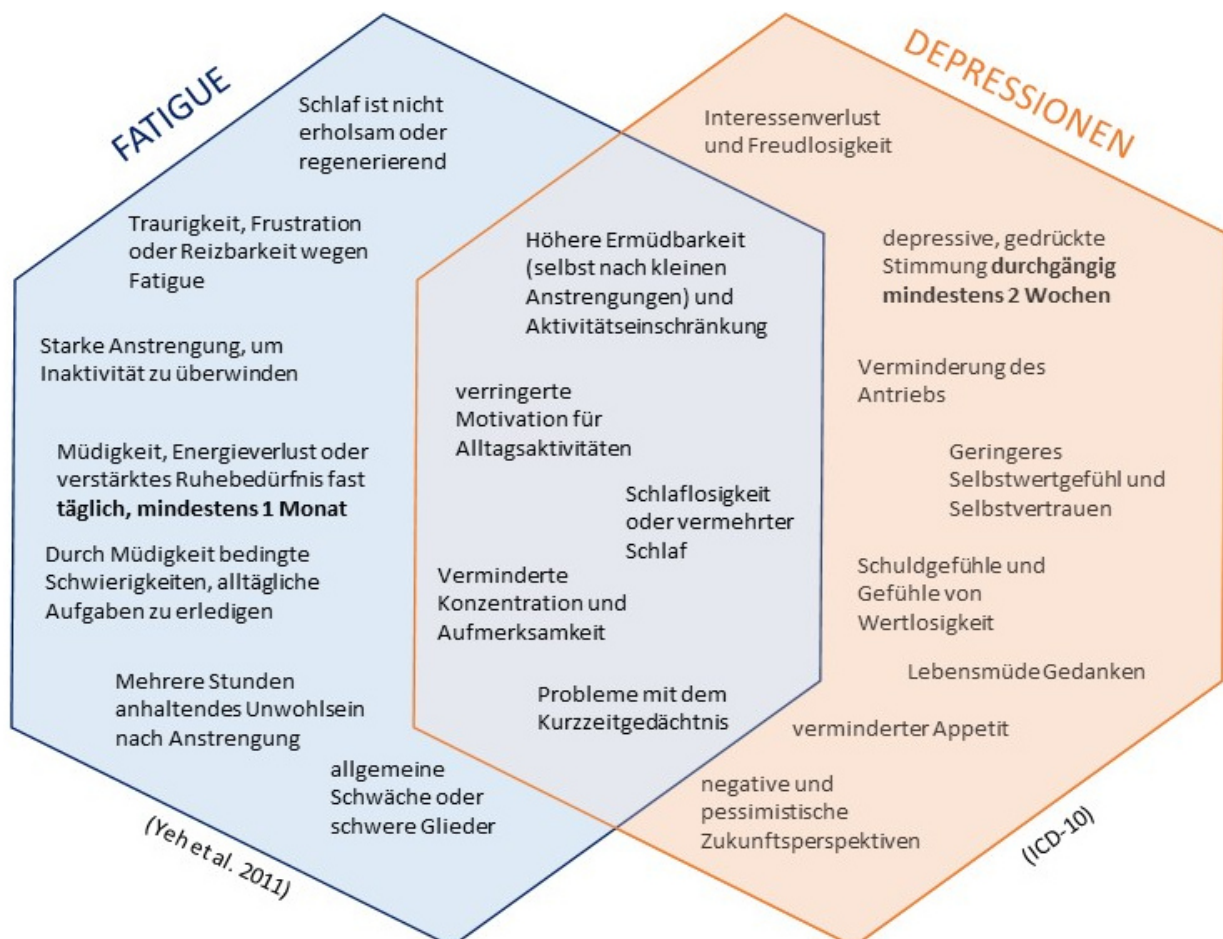 FATIGUE
Schlaf ist nicht
erholsam oder
regenerierend
Traurigkeit, Frustration
oder Reizbarkeit wegen
Fatigue
Starke Anstrengung, um
Inaktivität zu überwinden
Müdigkeit, Energieverlust oder
verstärktes Ruhebedürfnis fast
täglich, mindestens 1 Monat
Durch Müdigkeit bedingte
Schwierigkeiten, alltägliche
Aufgaben zu erledigen
Mehrere Stunden
anhaltendes Unwohlsein
nach Anstrengung
allgemeine
Schwäche oder
schwere Glieder
(Yeh et al. 2011)
Höhere Ermüdbarkeit
(selbst nach kleinen
Anstrengungen) und
Aktivitätseinschränkung
verringerte
Motivation für
Alltagsaktivitäten
Schlaflosigkeit
oder vermehrter
Schlaf
Verminderte
Konzentration und
Aufmerksamkeit
Probleme mit dem
Kurzzeitgedächtnis
DEPRESSIONEN
Interessenverlust
und Freudlosigkeit
depressive, gedrückte
Stimmung durchgängig
mindestens 2 Wochen
Verminderung des
Antriebs
Geringeres
Selbstwertgefühl und
Selbstvertrauen
Schuldgefühle und
Gefühle von
Wertlosigkeit
Lebensmüde Gedanken
verminderter Appetit
negative und
pessimistische
Zukunftsperspektiven
(ICD-10)